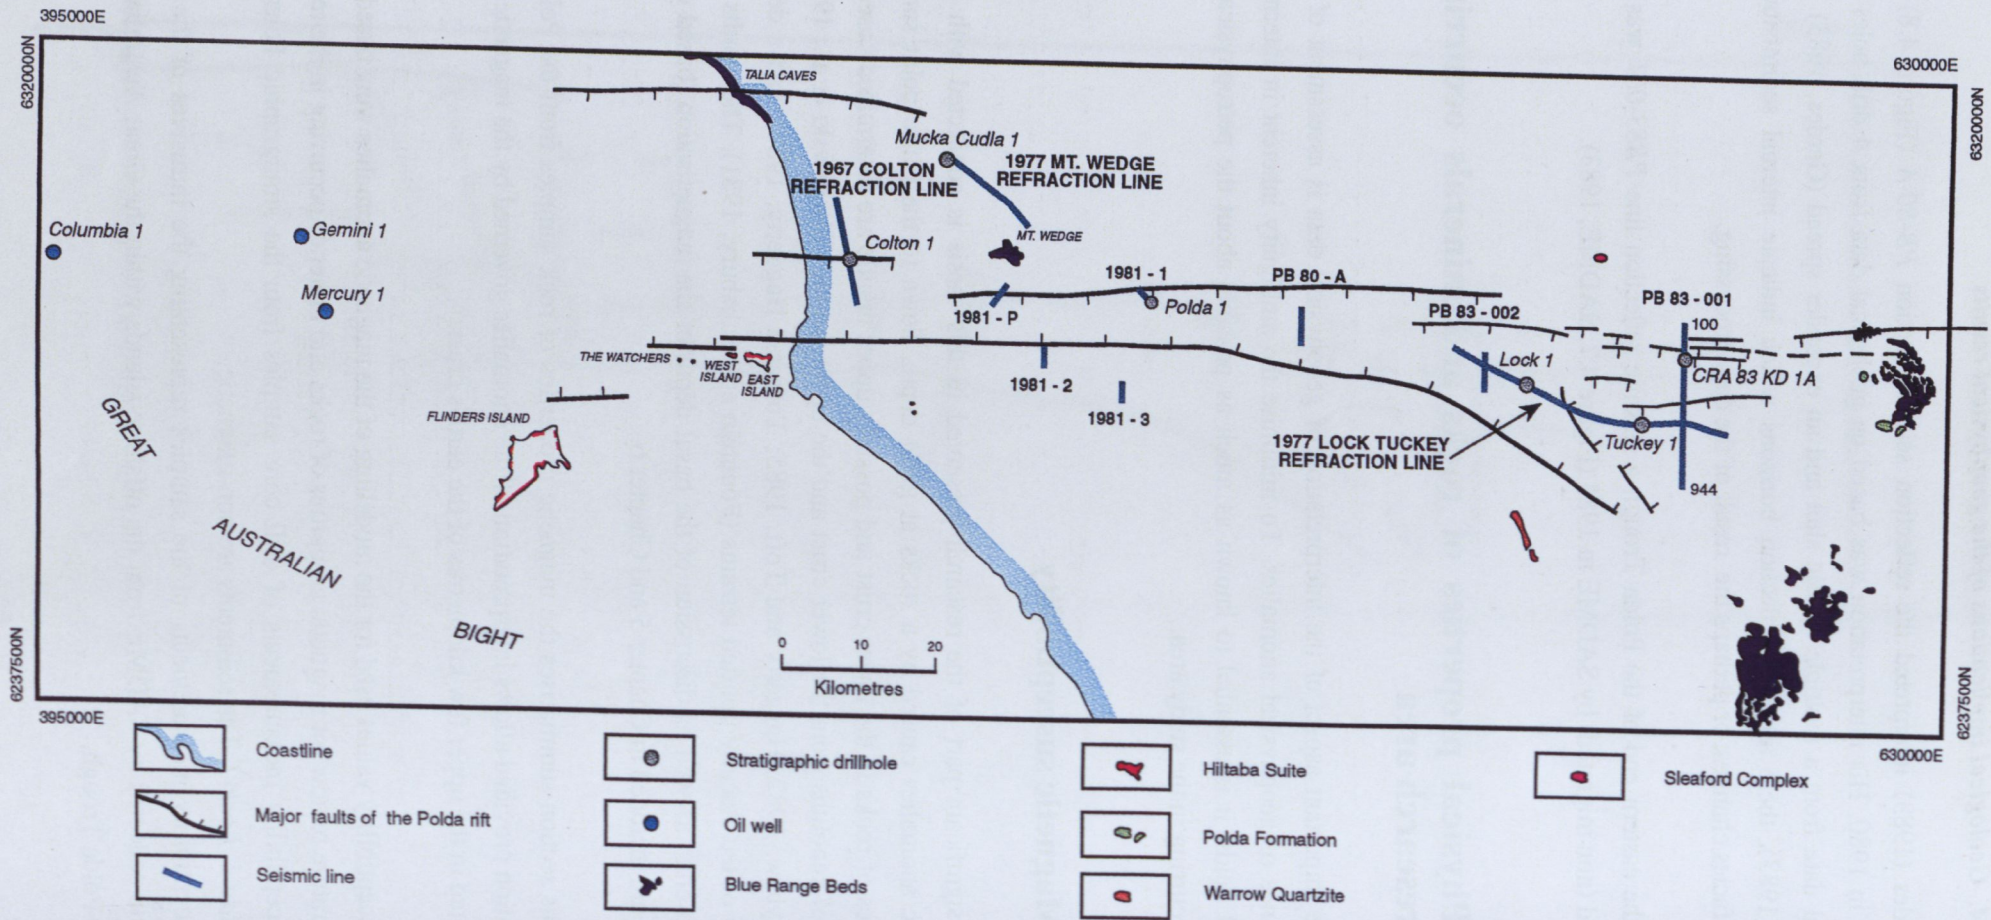 395000E
630000E
6320000N
6320000N
TALIA CAVES
Mucka Cudla 1
1967 COLTON
REFRACTION LINE
1977 MT. WEDGE
REFRACTION LINE
Columbia 1
Gemini 1
Colton 1
MT. WEDGE
Mercury 1
1981 - 1
PB 80 - A
PB 83 - 001
Polda 1
1981 - P
PB 83 - 002
100
THE WATCHERS
WEST
ISLAND
EAST
ISLAND
Lock 1
CRA 83 KD 1A
1981 - 2
1981 - 3
FLINDERS ISLAND
GREAT
AUSTRALIAN
BIGHT
1977 LOCK TUCKEY
REFRACTION LINE
Tuckey 1
944
0 10 20
Kilometres
6237500N
6237500N
395000E
630000E
Coastline
Major faults of the Polda rift
Seismic line
Stratigraphic drillhole
Oil well
Blue Range Beds
Hiltaba Suite
Polda Formation
Warrow Quartzite
Sleaford Complex